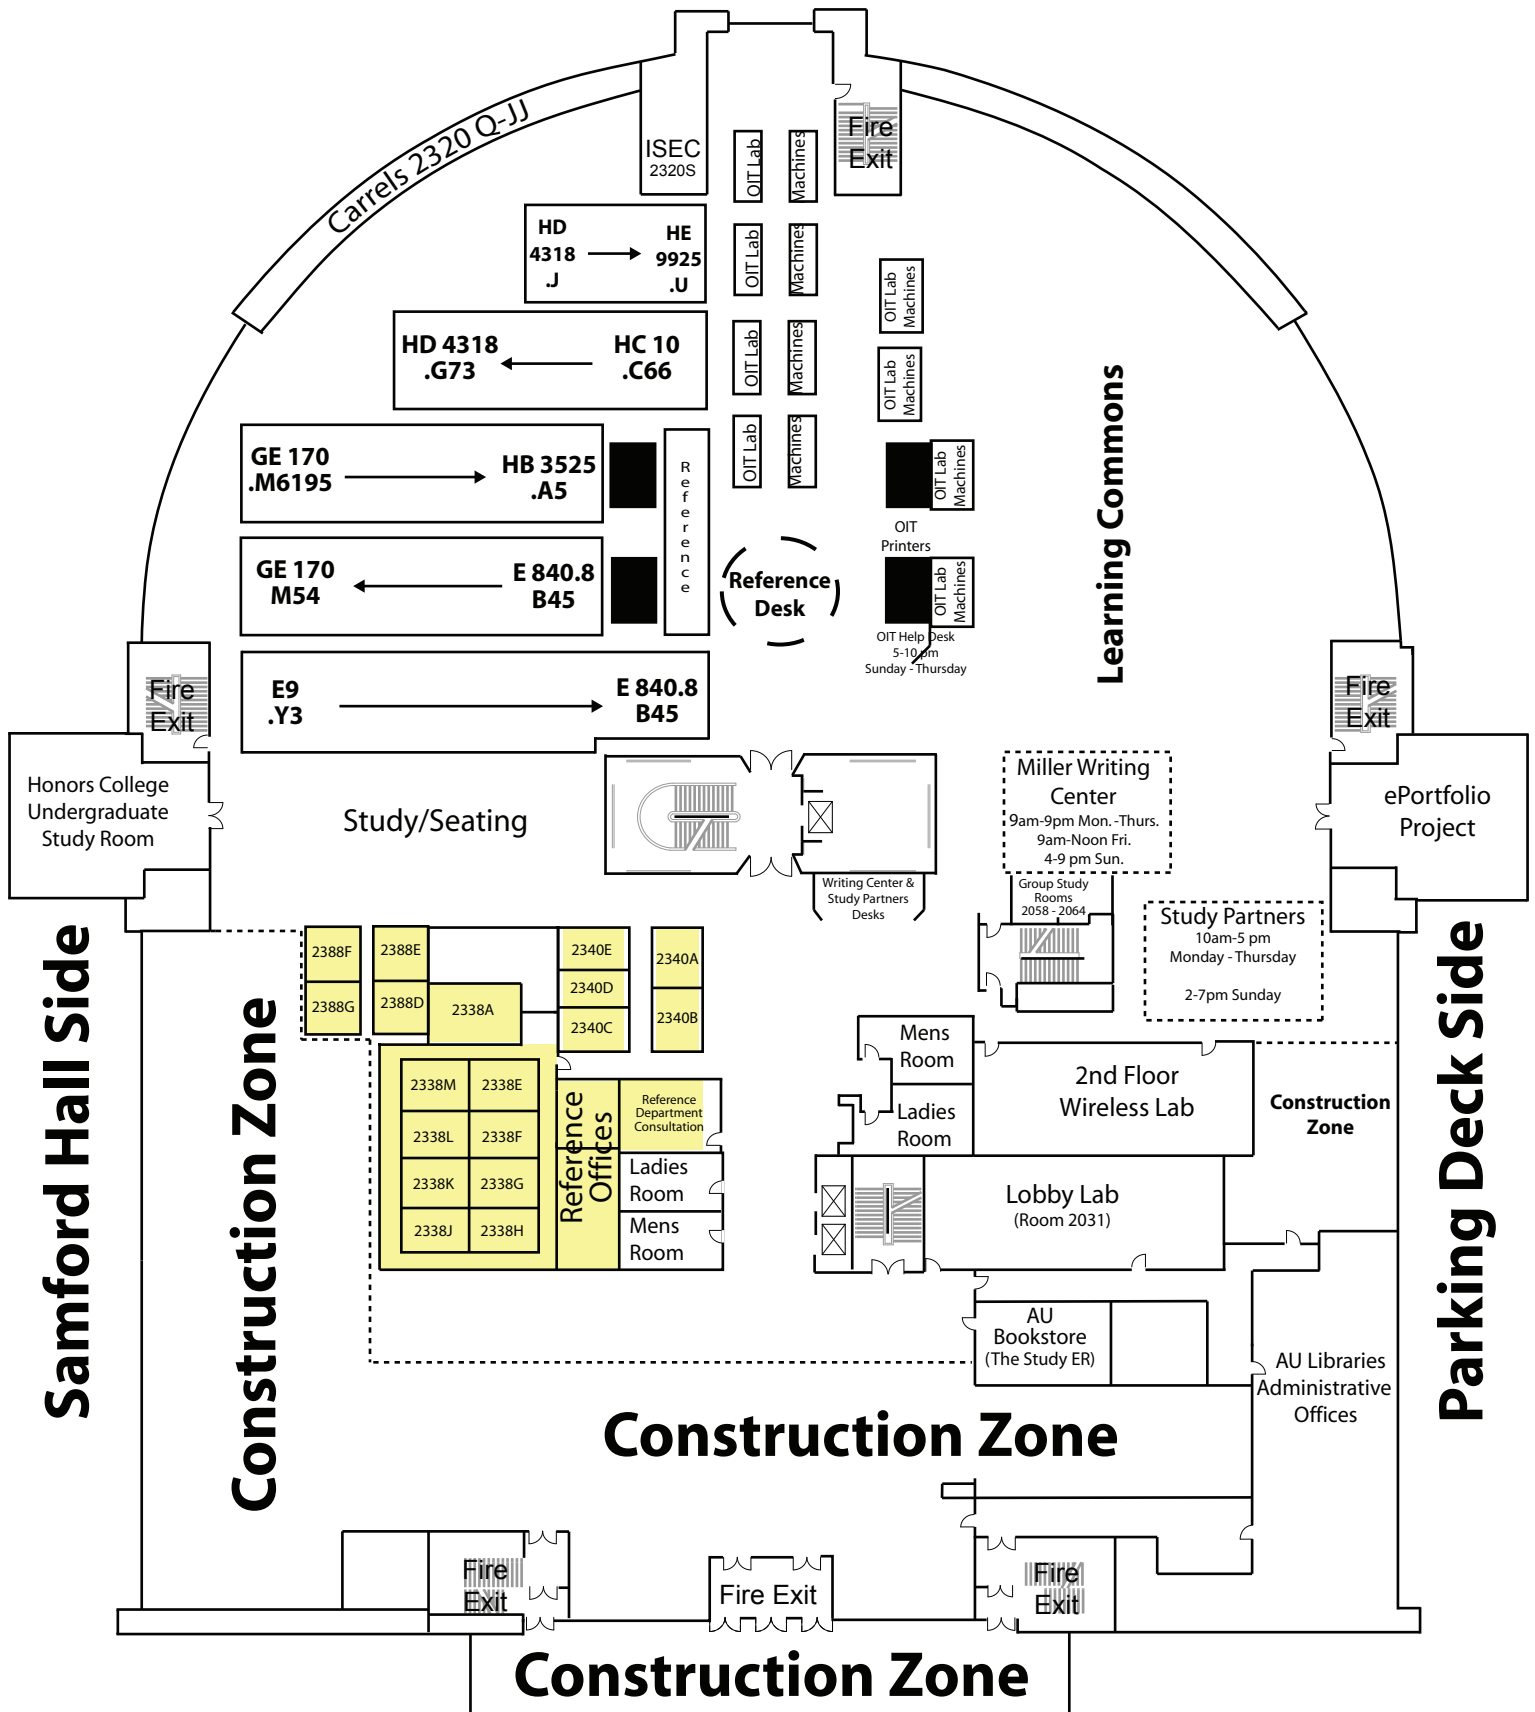 Carrels 2320 Q-JJ
ISEC
2320S
Fire
Exit
OIT Lab
Machines
OIT Lab
Machines
OIT Lab
Machines
OIT Lab
Machines
OIT Lab
Machines
OIT Lab
Machines
OIT Lab
Machines
OIT Lab
Machines
HD
4318
.J
HE
9925
.U
HD 4318
.G73
HC 10
.C66
GE 170
.M6195
HB 3525
.A5
GE 170
M54
E 840.8
B45
E9
.Y3
E 840.8
B45
Reference
Reference
Desk
OIT
Printers
OIT Help Desk
5-10 pm
Sunday - Thursday
Learning Commons
Fire
Exit
Fire
Exit
Honors College
Undergraduate
Study Room
Study/Seating
Miller Writing
Center
9am-9pm Mon. -Thurs.
9am-Noon Fri.
4-9 pm Sun.
ePortfolio
Project
Writing Center &
Study Partners
Desks
Group Study
Rooms
2058 - 2064
Study Partners
10am-5 pm
Monday - Thursday
2-7pm Sunday
Samford Hall Side
Construction Zone
Parking Deck Side
2388F
2388G
2388E
2388D
2338A
2340E
2340D
2340C
2340A
2340B
2338M
2338E
2338L
2338F
2338K
2338G
2338J
2338H
Reference
Offices
Reference
Department
Consultation
Ladies
Room
Mens
Room
Mens
Room
Ladies
Room
2nd Floor
Wireless Lab
Construction
Zone
Lobby Lab
(Room 2031)
AU
Bookstore
(The Study ER)
AU Libraries
Administrative
Offices
Construction Zone
Fire
Exit
Fire Exit
Fire
Exit
Construction Zone